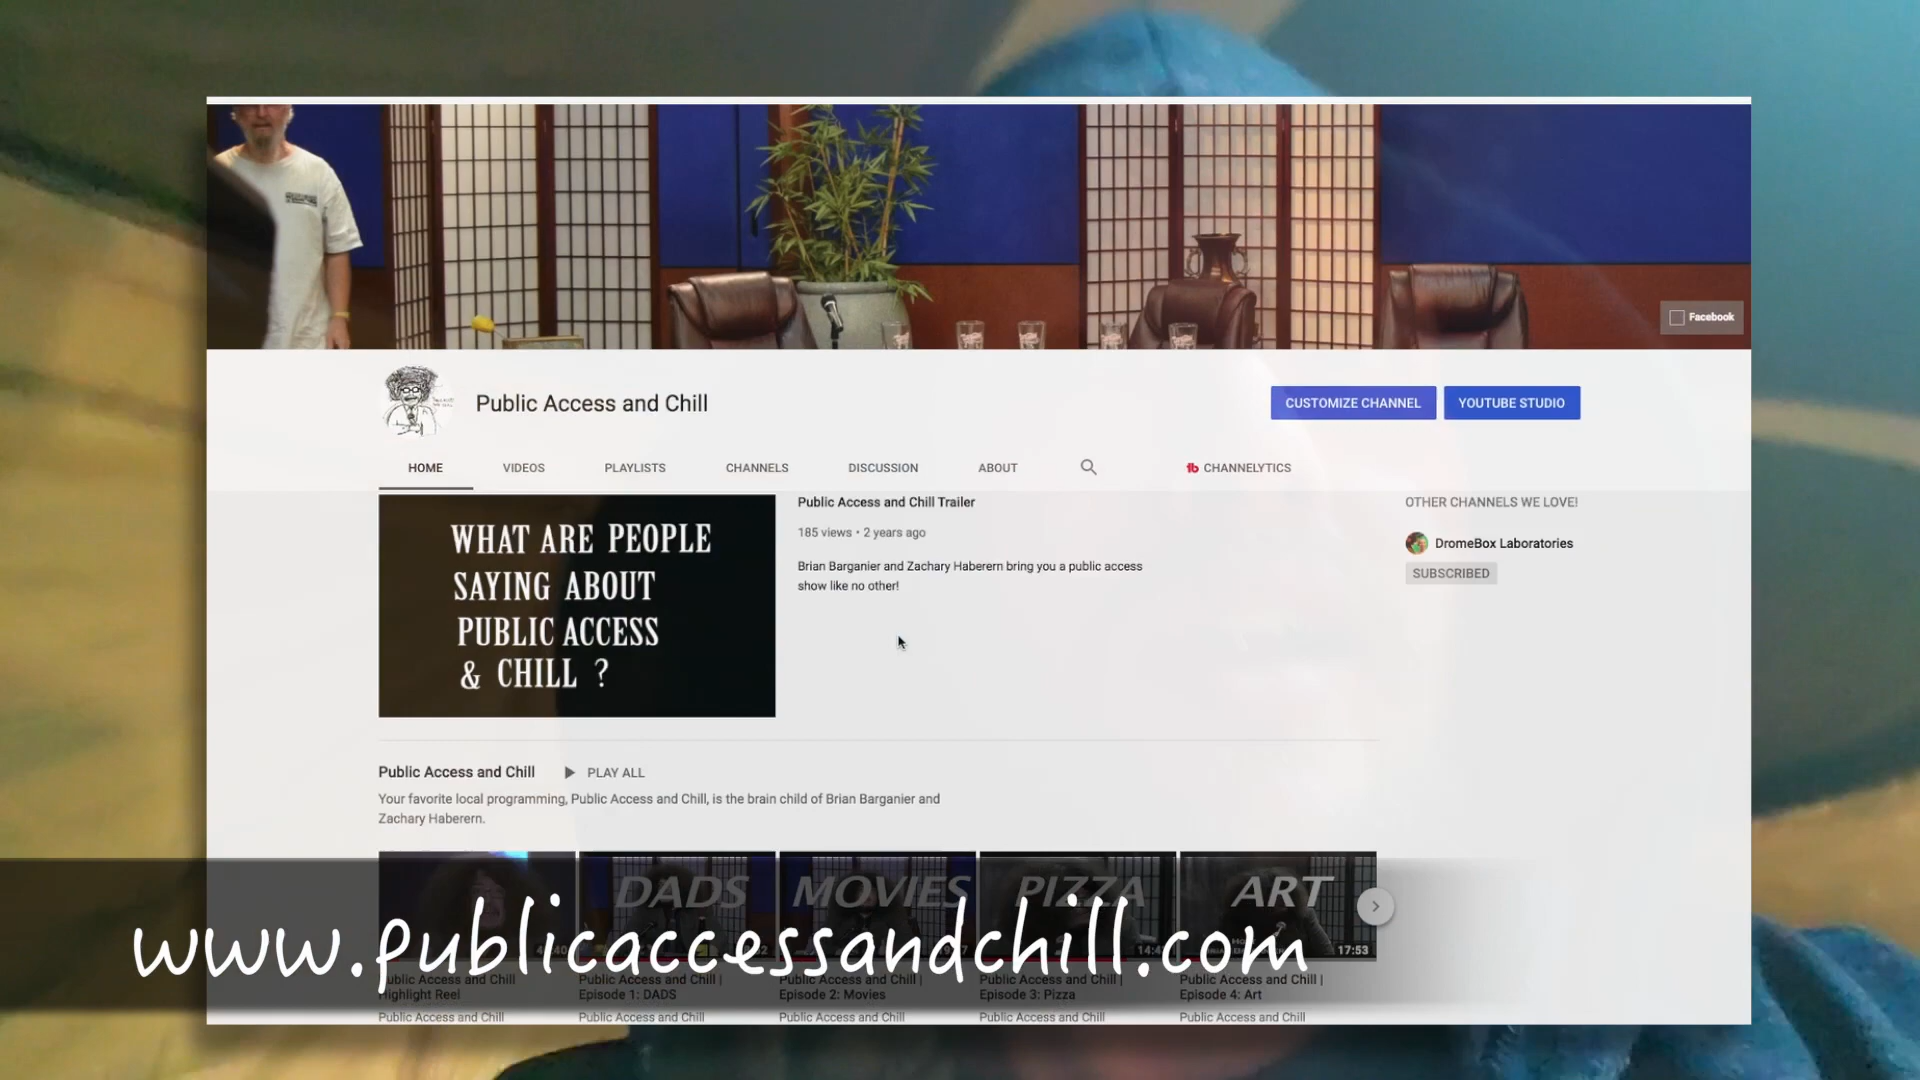 Facebook
Public Access and Chill
CUSTOMIZE CHANNEL
YOUTUBE STUDIO
HOME
VIDEOS
PLAYLISTS
CHANNELS
DISCUSSION
ABOUT
CHANNELYTICS
WHAT ARE PEOPLE
SAYING ABOUT
PUBLIC ACCESS
& CHILL ?
Public Access and Chill Trailer
185 views • 2 years ago
Brian Barganier and Zachary Haberern bring you a public access
show like no other!
OTHER CHANNELS WE LOVE!
DromeBox Laboratories
SUBSCRIBED
Public Access and Chill
PLAY ALL
Your favorite local programming, Public Access and Chill, is the brain child of Brian Barganier and
Zachary Haberern.
DADS
MOVIES
PIZZA
ART
17:53
www.publicaccessandchill.com
Public Access and Chill
Highlight Reel
Public Access and Chill
Public Access and Chill |
Episode 1: DADS
Public Access and Chill
Public Access and Chill |
Episode 2: Movies
Public Access and Chill
Public Access and Chill |
Episode 3: Pizza
Public Access and Chill
Public Access and Chill |
Episode 4: Art
Public Access and Chill